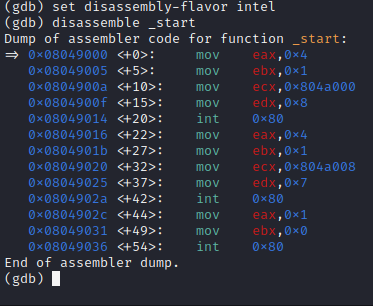 (gdb) set disassembly-flavor intel
(gdb) disassemble _start
Dump of assembler code for function _start:
=> 0×08049000 <+0>: mov eax,0×4
0×08049005 <+5>: mov ebx,0×1
0×0804900a <+10>: mov ecx,0×804a000
0×0804900f <+15>: mov edx,0×8
0×08049014 <+20>: int 0×80
0×08049016 <+22>: mov eax,0×4
0×0804901b <+27>: mov ebx,0×1
0×08049020 <+32>: mov ecx,0×804a008
0×08049025 <+37>: mov edx,0×7
0×0804902a <+42>: int 0×80
0×0804902c <+44>: mov eax,0×1
0×08049031 <+49>: mov ebx,0×0
0×08049036 <+54>: int 0×80
End of assembler dump.
(gdb)